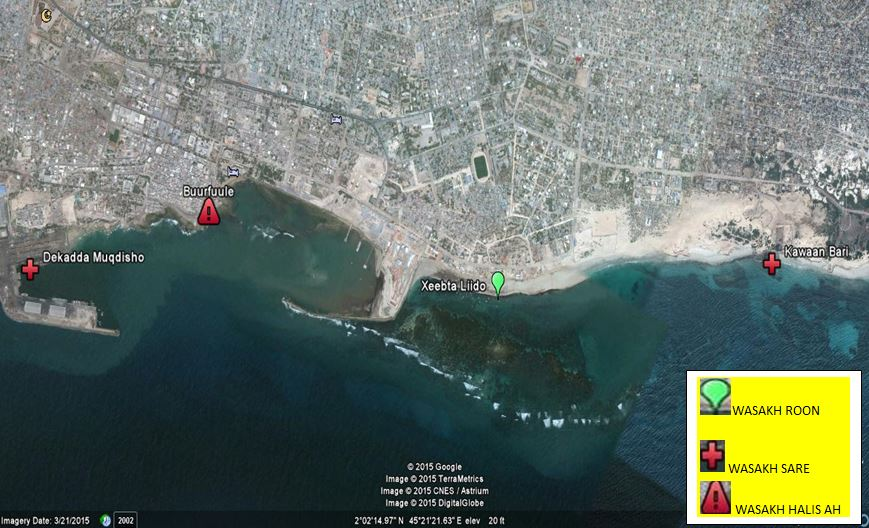 Buurfuule
Dekadda Muqdisho
Kawaan Bari
Xeebta Liido
WASAKH ROON
WASAKH SARE
WASAKH HALIS AH
© 2015 Google
Image © 2015 TerraMetrics
Image © 2015 CNES / Astrium
Image © 2015 DigitalGlobe
Imagery Date: 3/21/2015 2002 2°02'14.97" N 45°21'21.63" E elev 20 ft